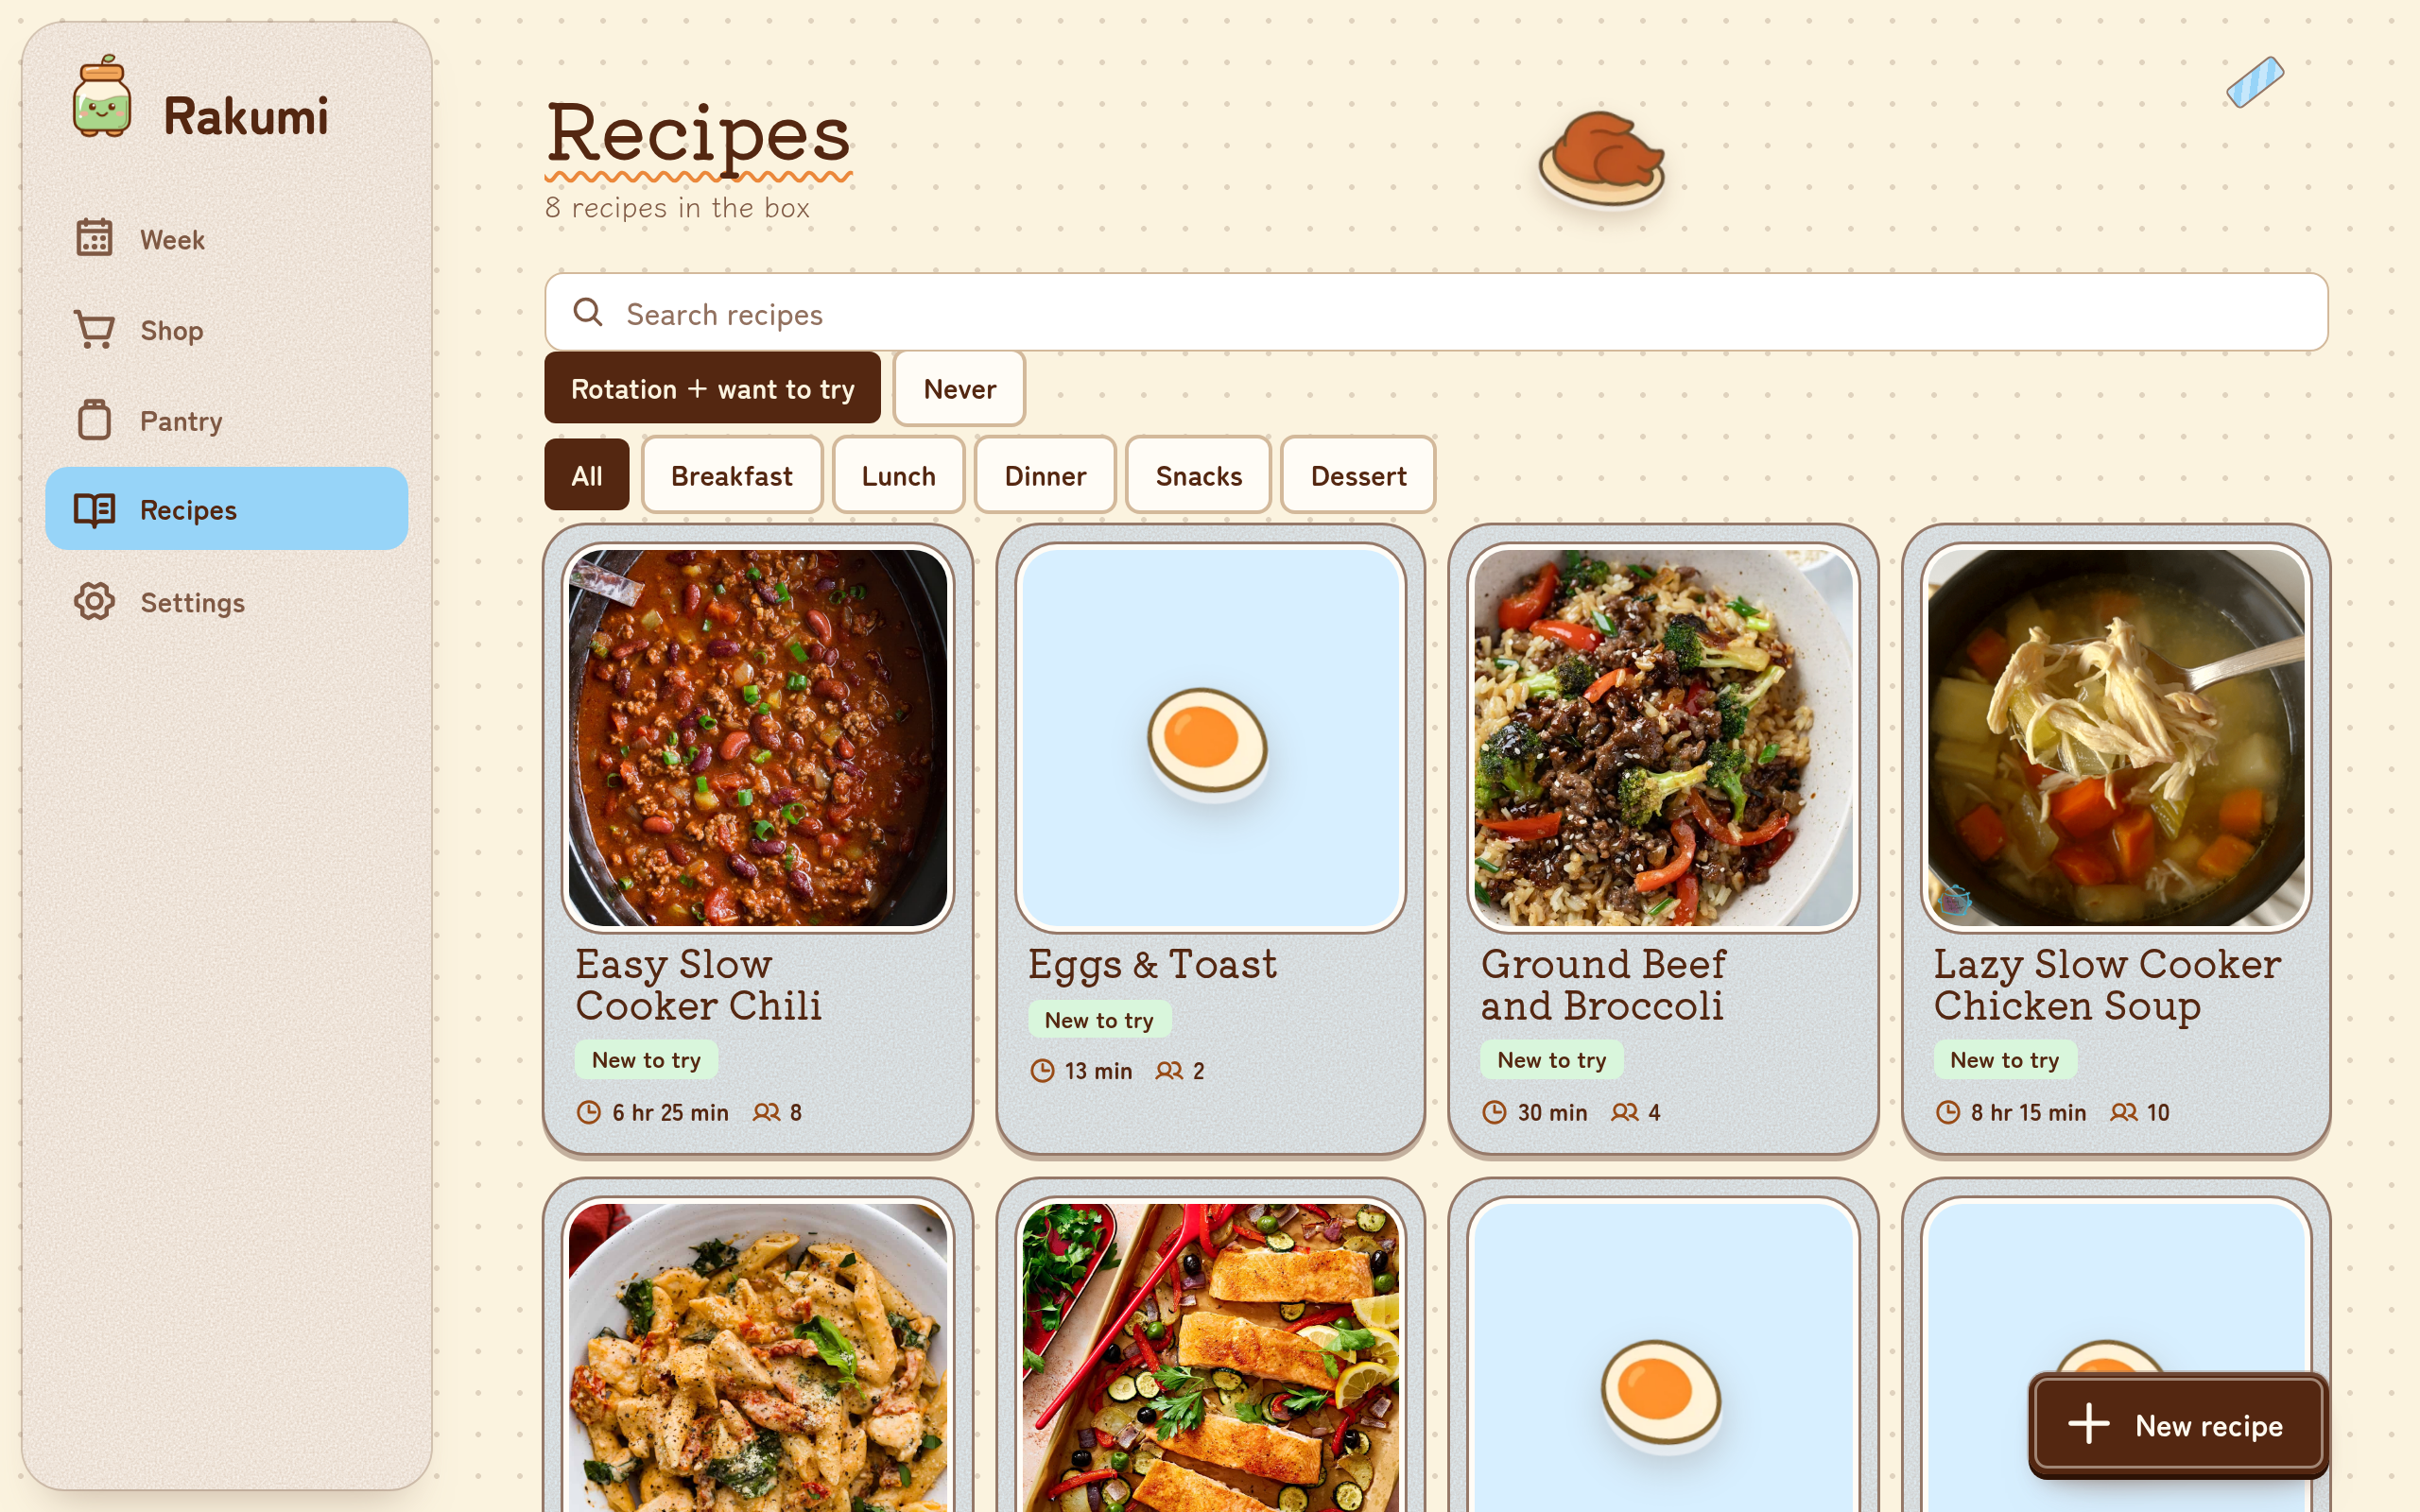 Rakumi
Week
Shop
Pantry
Recipes
Settings
Recipes
8 recipes in the box
Search recipes
Rotation + want to try
Never
All
Breakfast
Lunch
Dinner
Snacks
Dessert
Easy Slow
Cooker Chili
New to try
6 hr 25 min
8
Eggs & Toast
New to try
13 min
2
Ground Beef
and Broccoli
New to try
30 min
4
Lazy Slow Cooker
Chicken Soup
New to try
8 hr 15 min
10
New recipe